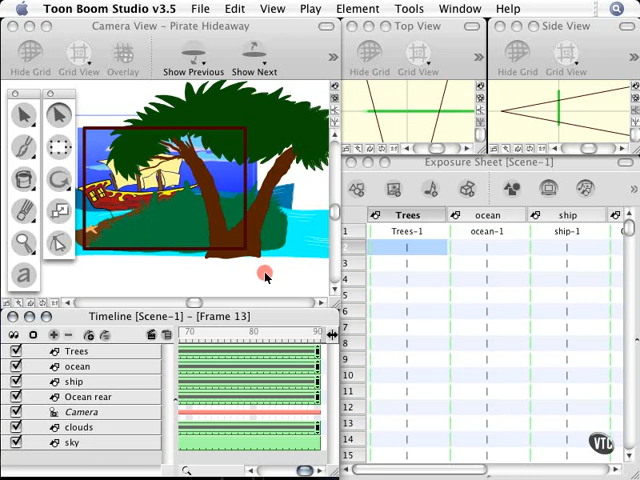 Toon Boom Studio v3.5 File Edit View Play Element Tools Window Help
Camera View - Pirate Hideaway
Hide Grid Grid View Overlay Show Previous Show Next
Top View
Hide Grid Grid View
Side View
Hide Grid Grid View
Exposure Sheet [Scene-1]
Trees ocean ship
1 Trees-1 ocean-1 ship-1
2
3
4
5
6
7
8
9
10
11
12
13
14
15
a
Timeline [Scene-1] - [Frame 13]
70 80 90
Trees
ocean
ship
Ocean rear
Camera
clouds
sky
VTC